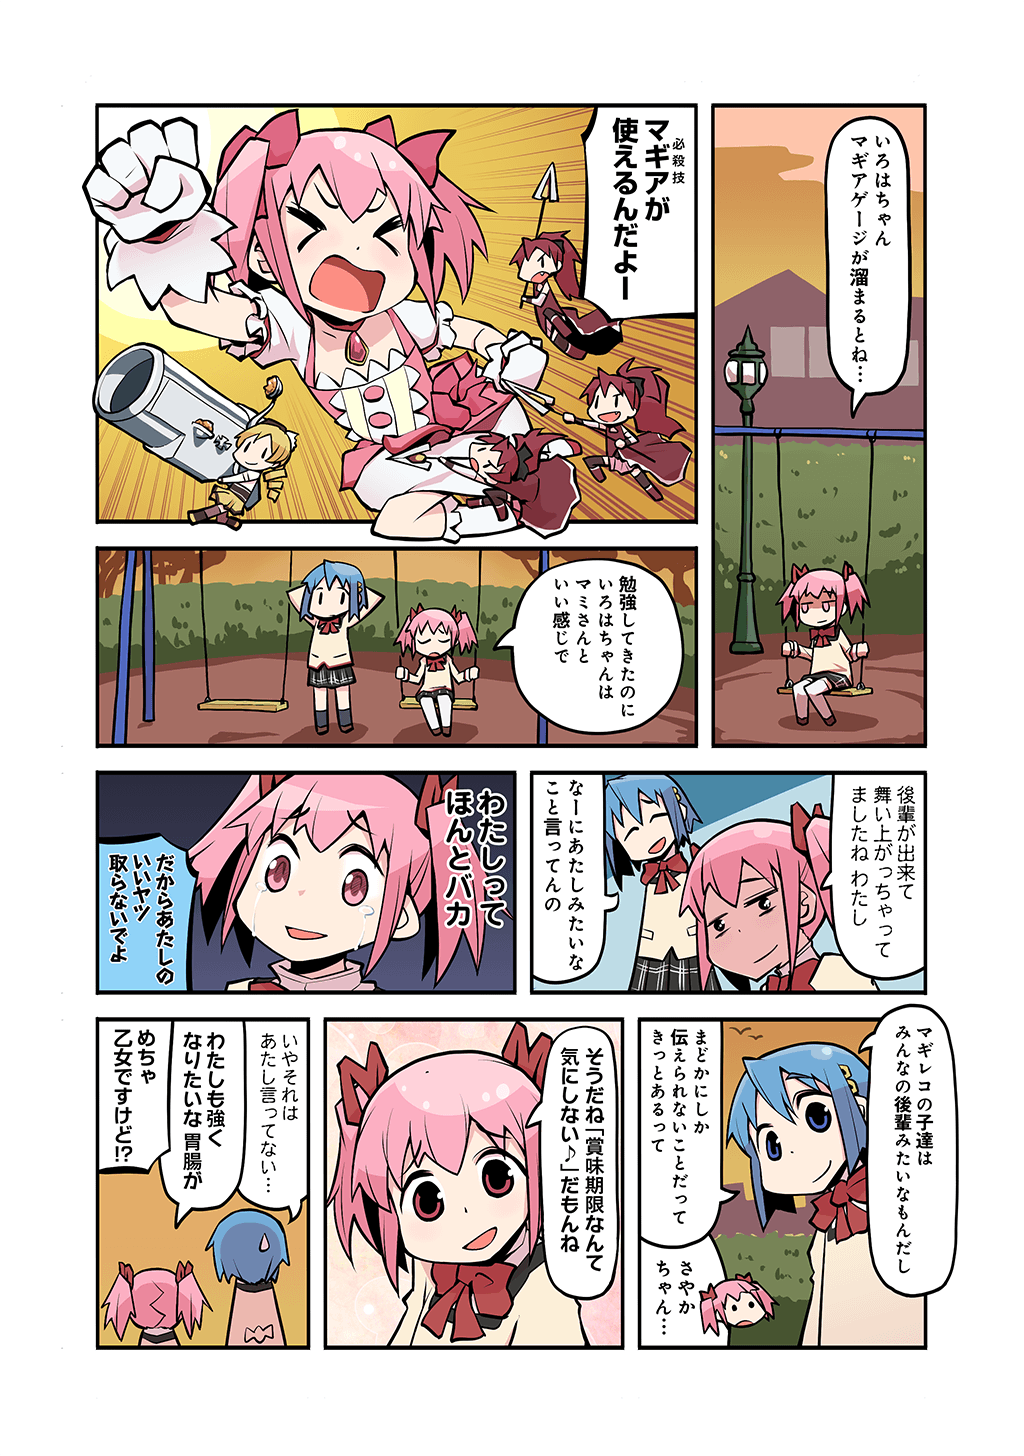 いろはちゃん
マギアゲージが溜まるとね…
マギアが
必殺技
使えるんだよー
勉強してきたのに
いろはちゃんは
マミさんと
いい感じで
後輩が出来て
舞い上がっちゃって
ましたね わたし
なーにあたしみたいな
こと言ってんの
わたしって
ほんとバカ
だからあたしの
いいヤツ
取らないでよ
マギレコの子達は
みんなの後輩みたいなもんだし
まどかにしか
伝えられないことだって
きっとあるって
さやか
ちゃん…
そうだね「賞味期限なんて
気にしない♪」だもんね
いやそれは
あたし言ってない…
わたしも強く
なりたいな 胃腸が
めちゃ
乙女ですけど!?